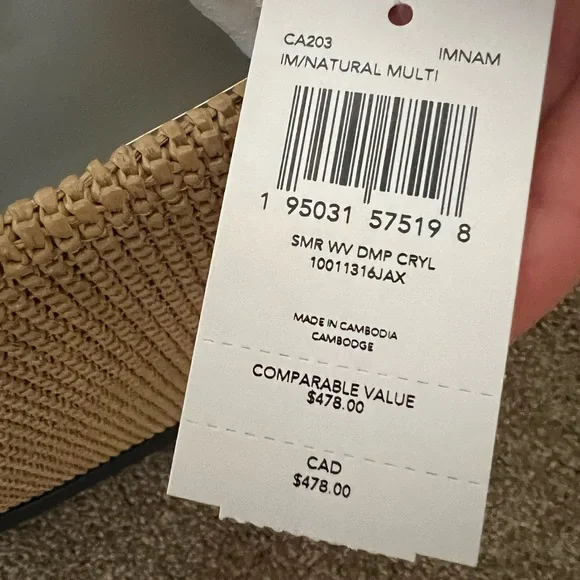 CA203 IMNAM
IM/NATURAL MULTI
1 95031 57519 8
SMR WV DMP CRYL
10011316JAX
MADE IN CAMBODIA
CAMBODGE
COMPARABLE VALUE
$478.00
CAD
$478.00